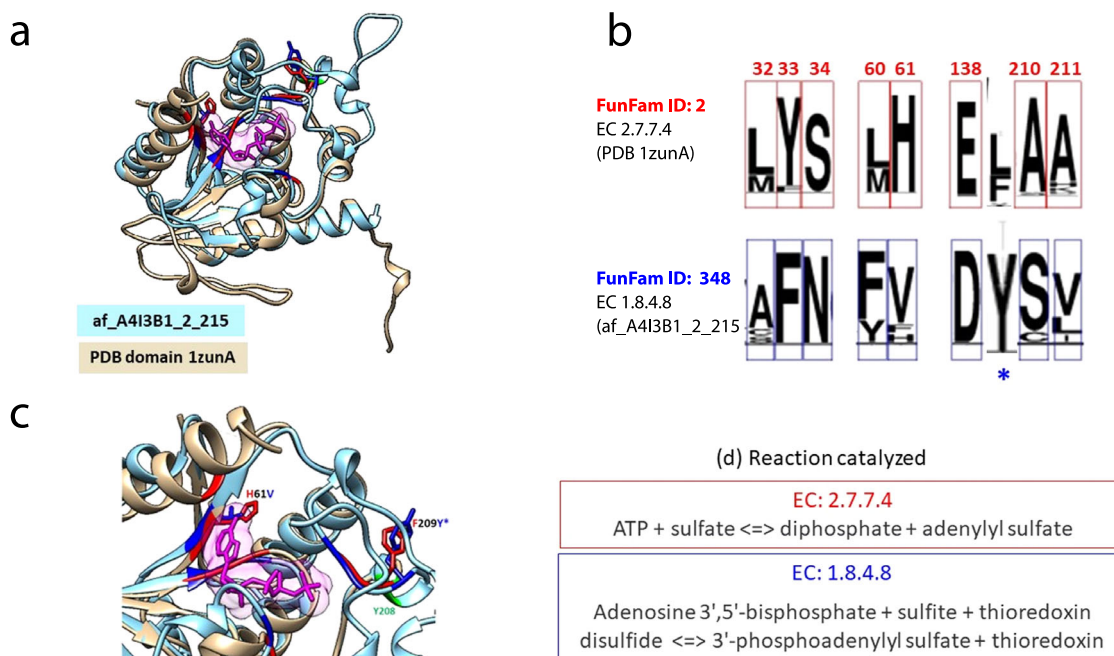 a
af_A4I3B1_2_215
PDB domain 1zunA
b
32 33 34 60 61 138 210 211
FunFam ID: 2
EC 2.7.7.4
(PDB 1zunA)
L Y S L H E L A A
M M F
FunFam ID: 348
EC 1.8.4.8
(af_A4I3B1_2_215
A F N F V D Y S V
Y L
*
c
H61V
F209Y*
Y208
(d) Reaction catalyzed
EC: 2.7.7.4
ATP + sulfate <=> diphosphate + adenylyl sulfate
EC: 1.8.4.8
Adenosine 3',5'-bisphosphate + sulfite + thioredoxin
disulfide <=> 3'-phosphoadenylyl sulfate + thioredoxin